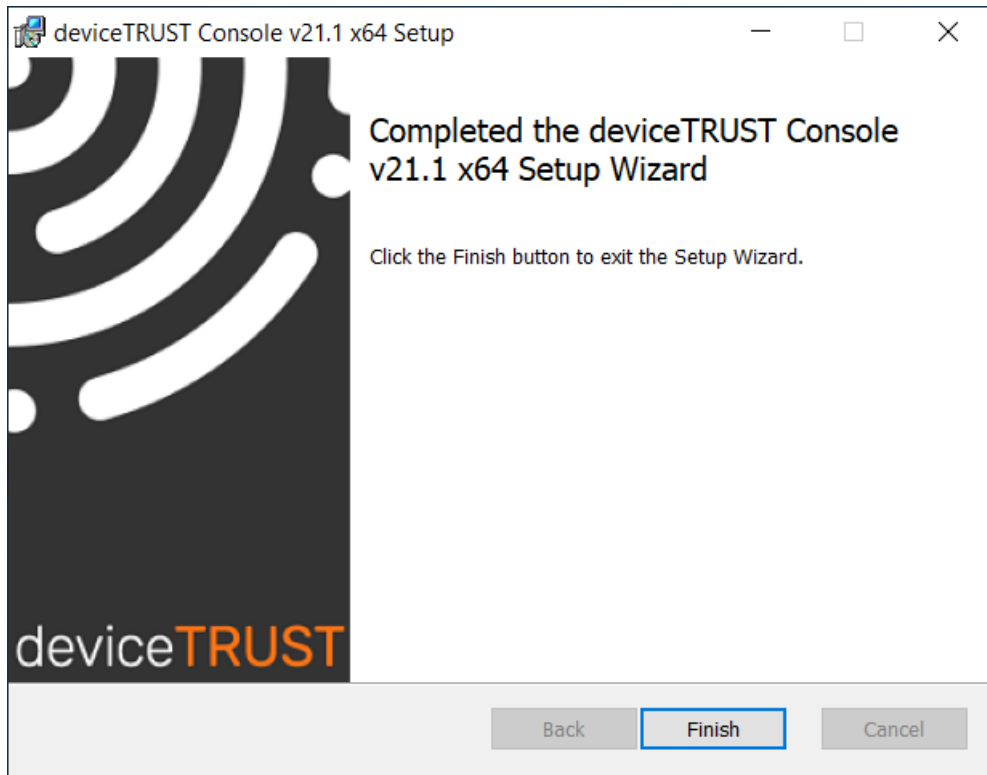 deviceTRUST Console v21.1 x64 Setup
Completed the deviceTRUST Console
v21.1 x64 Setup Wizard
Click the Finish button to exit the Setup Wizard.
deviceTRUST
Back
Finish
Cancel